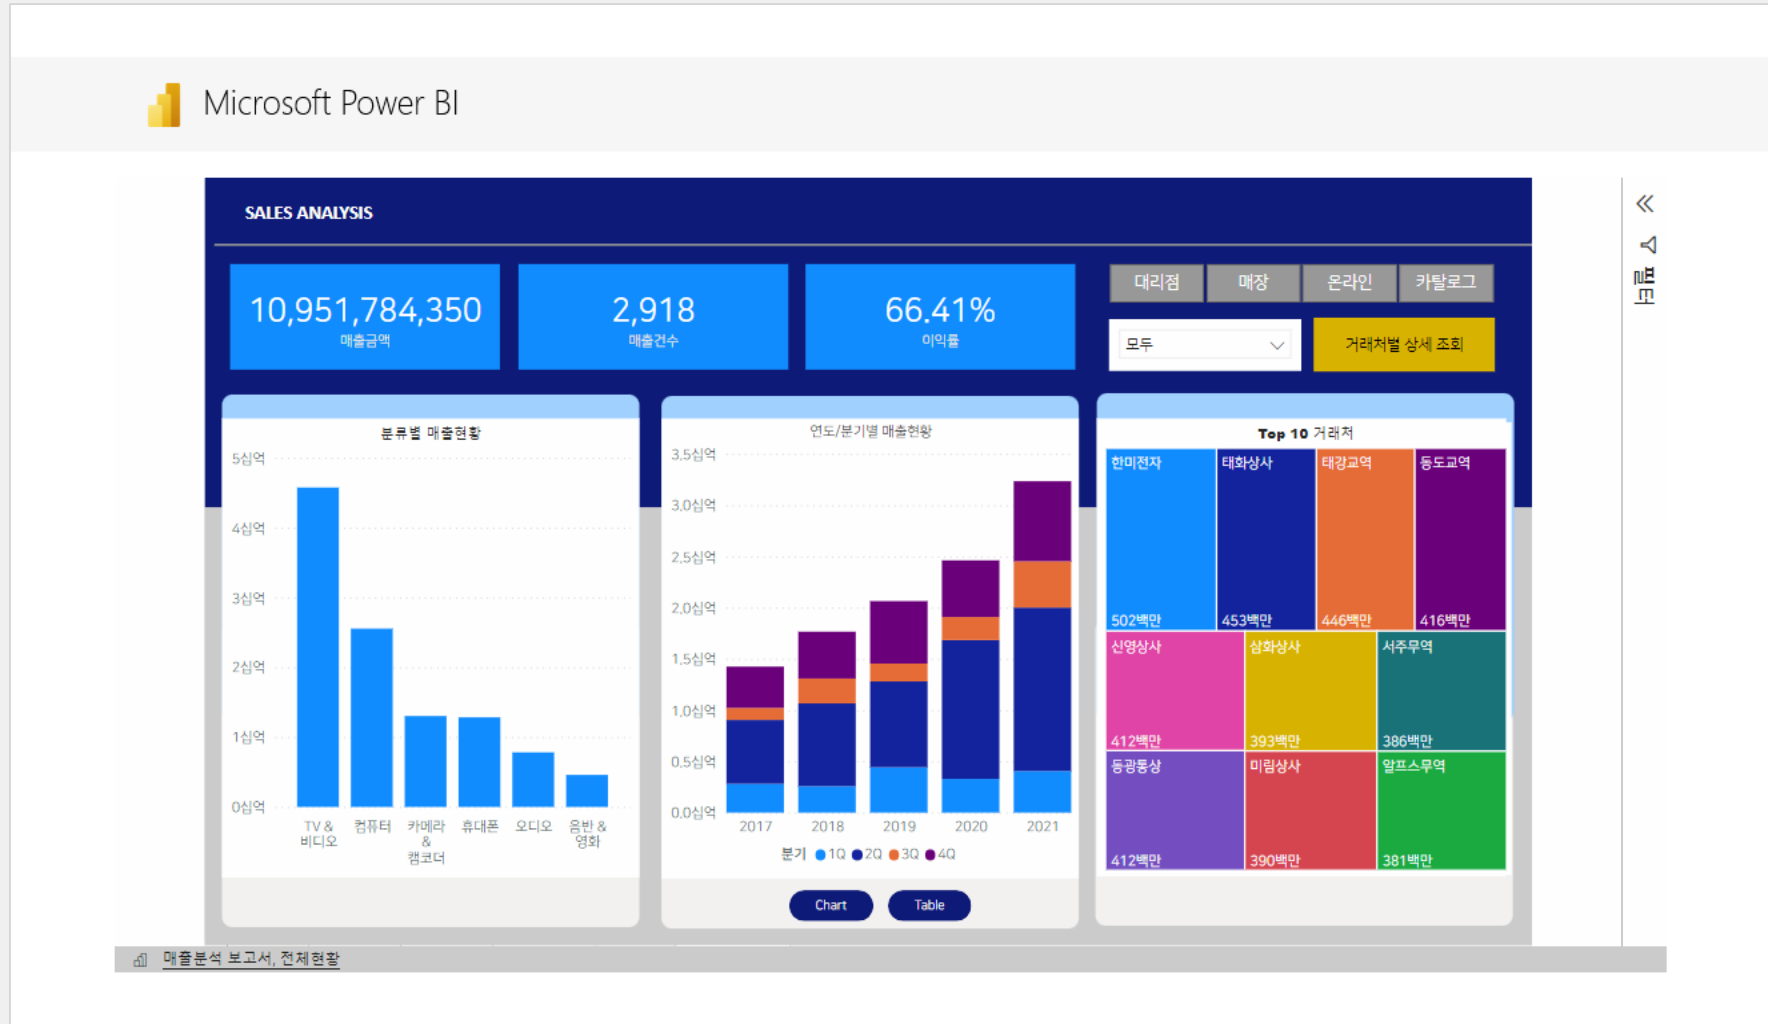 Microsoft Power BI
SALES ANALYSIS
10,951,784,350
매출금액
2,918
매출건수
66.41%
이익률
대리점
매장
온라인
카탈로그
모두
거래처별 상세 조회
필터
분류별 매출현황
5십억
4십억
3십억
2십억
1십억
0십억
TV &
비디오
컴퓨터
카메라
&
캠코더
휴대폰
오디오
음반 &
영화
연도/분기별 매출현황
3.5십억
3.0십억
2.5십억
2.0십억
1.5십억
1.0십억
0.5십억
0.0십억
2017
2018
2019
2020
2021
분기 1Q 2Q 3Q 4Q
Chart
Table
Top 10 거래처
한미전자
태화상사
태강교역
동도교역
502백만
453백만
446백만
416백만
신영상사
삼화상사
서주무역
412백만
393백만
386백만
동광통상
미림상사
알프스무역
412백만
390백만
381백만
매출분석 보고서, 전체현황